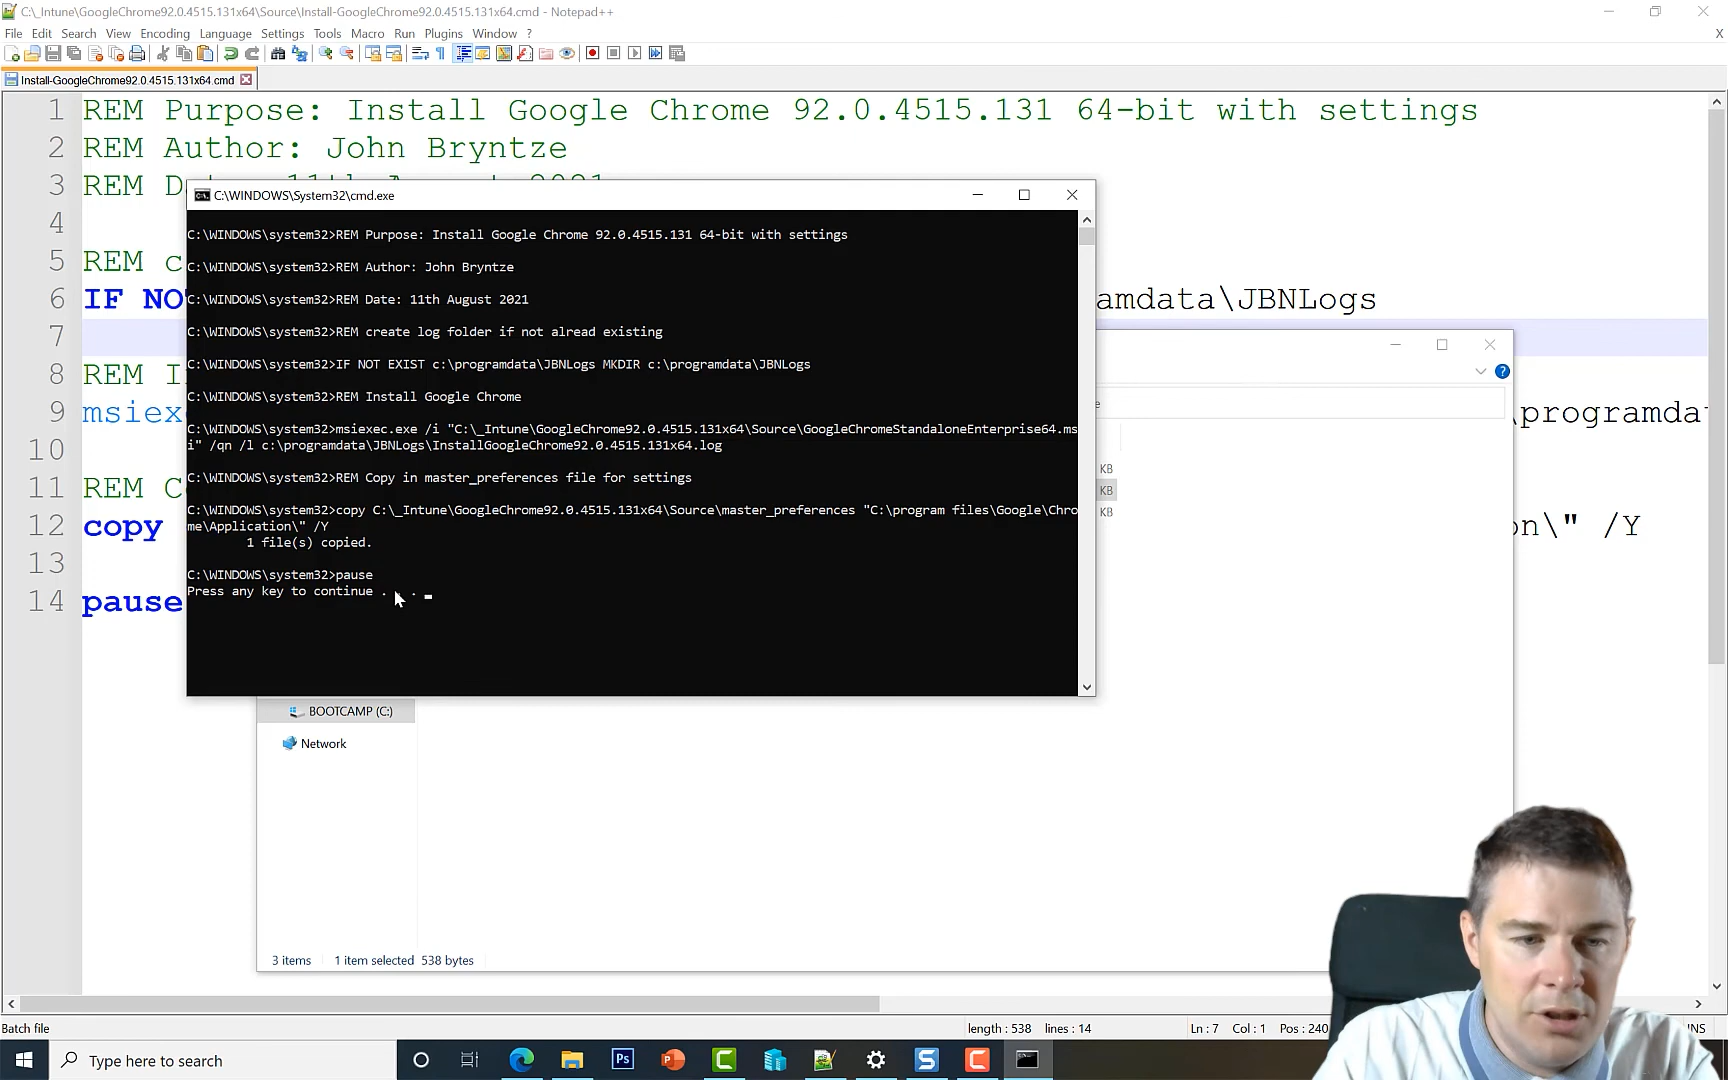 C:\_Intune\GoogleChrome92.0.4515.131x64\Source\Install-GoogleChrome92.0.4515.131x64.cmd - Notepad++
File Edit Search View Encoding Language Settings Tools Macro Run Plugins Window ? X
Install-GoogleChrome92.0.4515.131x64.cmd
1 REM Purpose: Install Google Chrome 92.0.4515.131 64-bit with settings
2 REM Author: John Bryntze
3 REM
4
5 REM
6 IF amdata\JBNLogs
7
8 REM
9 \programda
10
11 REM
12 copy on\" /Y
13
14 pause
C:\WINDOWS\System32\cmd.exe
C:\WINDOWS\system32>REM Purpose: Install Google Chrome 92.0.4515.131 64-bit with settings
C:\WINDOWS\system32>REM Author: John Bryntze
C:\WINDOWS\system32>REM Date: 11th August 2021
C:\WINDOWS\system32>REM create log folder if not alread existing
C:\WINDOWS\system32>IF NOT EXIST c:\programdata\JBNLogs MKDIR c:\programdata\JBNLogs
C:\WINDOWS\system32>REM Install Google Chrome
C:\WINDOWS\system32>msiexec.exe /i "C:\_Intune\GoogleChrome92.0.4515.131x64\Source\GoogleChromeStandaloneEnterprise64.ms
i" /qn /l c:\programdata\JBNLogs\InstallGoogleChrome92.0.4515.131x64.log
C:\WINDOWS\system32>REM Copy in master_preferences file for settings
C:\WINDOWS\system32>copy C:\_Intune\GoogleChrome92.0.4515.131x64\Source\master_preferences "C:\program files\Google\Chro
me\Application\" /Y
1 file(s) copied.
C:\WINDOWS\system32>pause
Press any key to continue . . .
KB
KB
KB
BOOTCAMP (C:)
Network
3 items 1 item selected 538 bytes
Batch file length : 538 lines : 14 Ln : 7 Col : 1 Pos : 240 INS
Type here to search